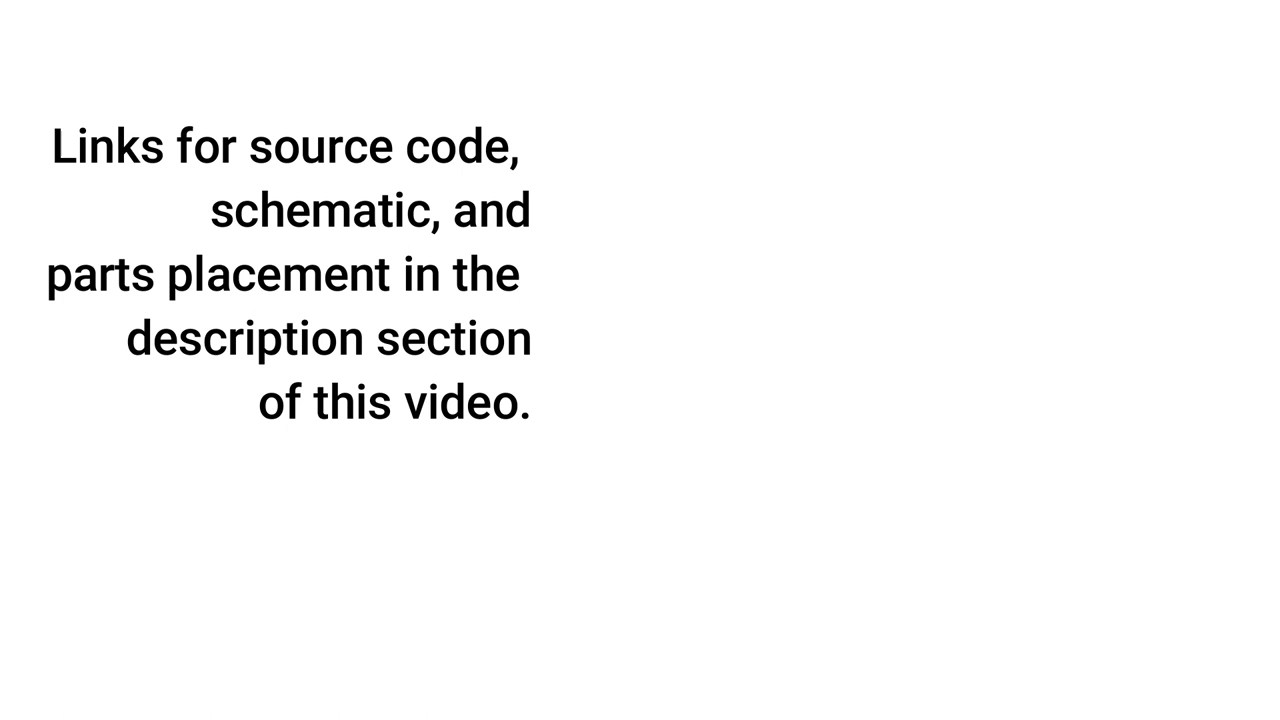 Links for source code,
schematic, and
parts placement in the
description section
of this video.